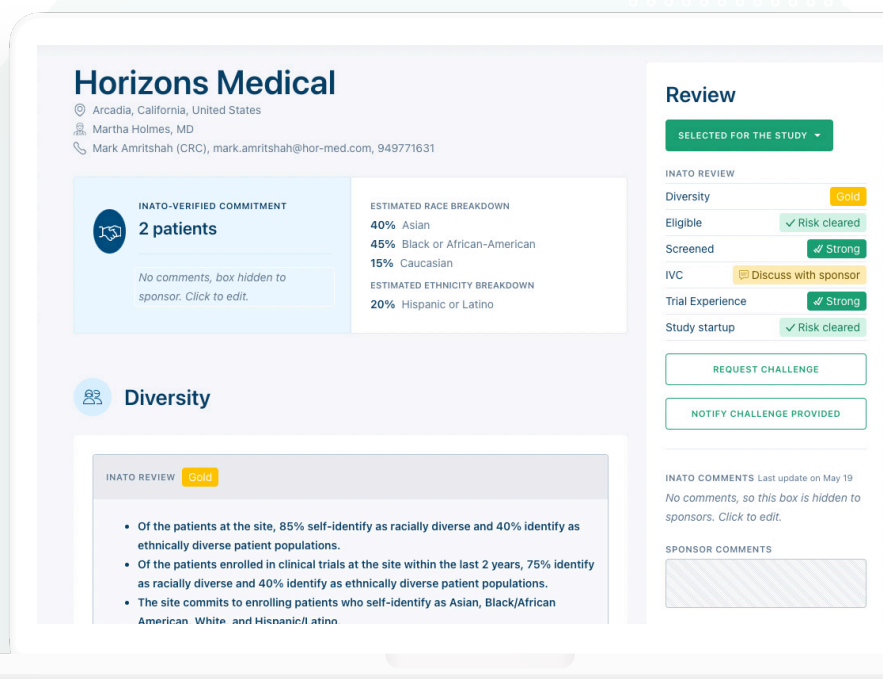 Horizons Medical
Arcadia, California, United States
Martha Holmes, MD
Mark Amritshah (CRC), mark.amritshah@hor-med.com, 949771631
INATO-VERIFIED COMMITMENT
2 patients
No comments, box hidden to
sponsor. Click to edit.
ESTIMATED RACE BREAKDOWN
40% Asian
45% Black or African-American
15% Caucasian
ESTIMATED ETHNICITY BREAKDOWN
20% Hispanic or Latino
Diversity
INATO REVIEW Gold
• Of the patients at the site, 85% self-identify as racially diverse and 40% identify as
ethnically diverse patient populations.
• Of the patients enrolled in clinical trials at the site within the last 2 years, 75% identify
as racially diverse and 40% identify as ethnically diverse patient populations.
• The site commits to enrolling patients who self-identify as Asian, Black/African
American, White, and Hispanic/Latino.
Review
SELECTED FOR THE STUDY
INATO REVIEW
Diversity Gold
Eligible Risk cleared
Screened Strong
IVC Discuss with sponsor
Trial Experience Strong
Study startup Risk cleared
REQUEST CHALLENGE
NOTIFY CHALLENGE PROVIDED
INATO COMMENTS Last update on May 19
No comments, so this box is hidden to
sponsors. Click to edit.
SPONSOR COMMENTS